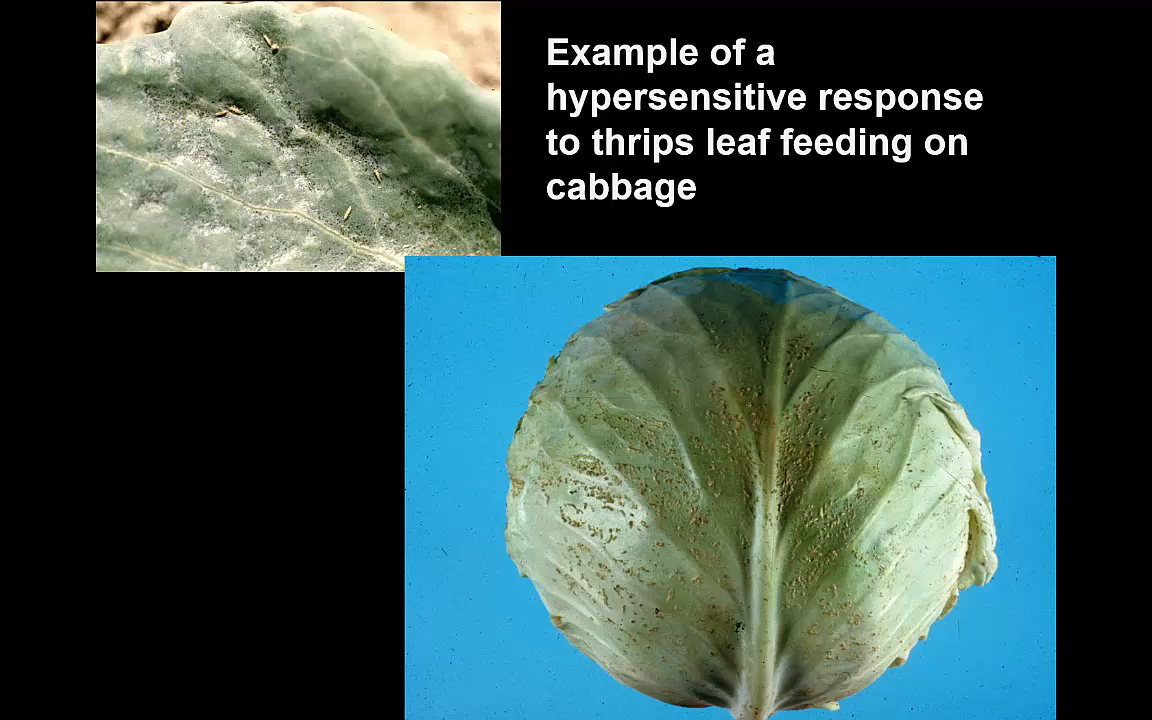 Example of a
hypersensitive response
to thrips leaf feeding on
cabbage